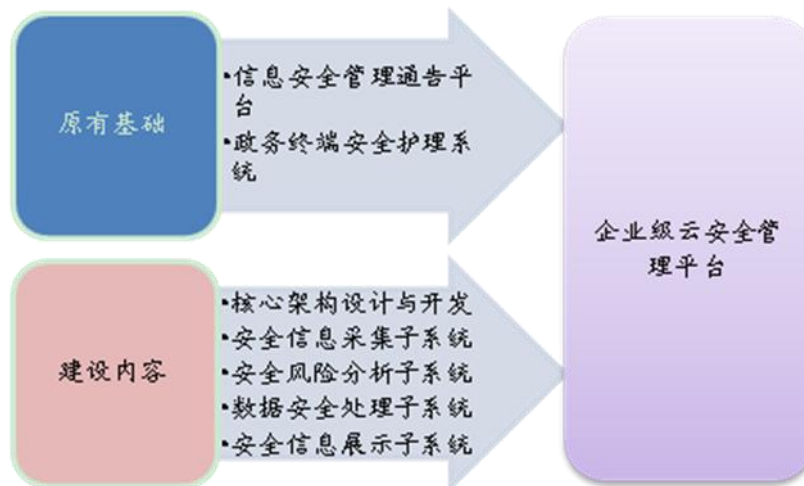 原有基础
•信息安全管理通告平
台
•政务终端安全护理系
统
建设内容
•核心架构设计与开发
•安全信息采集子系统
•安全风险分析子系统
•数据安全处理子系统
•安全信息展示子系统
企业级云安全管
理平台